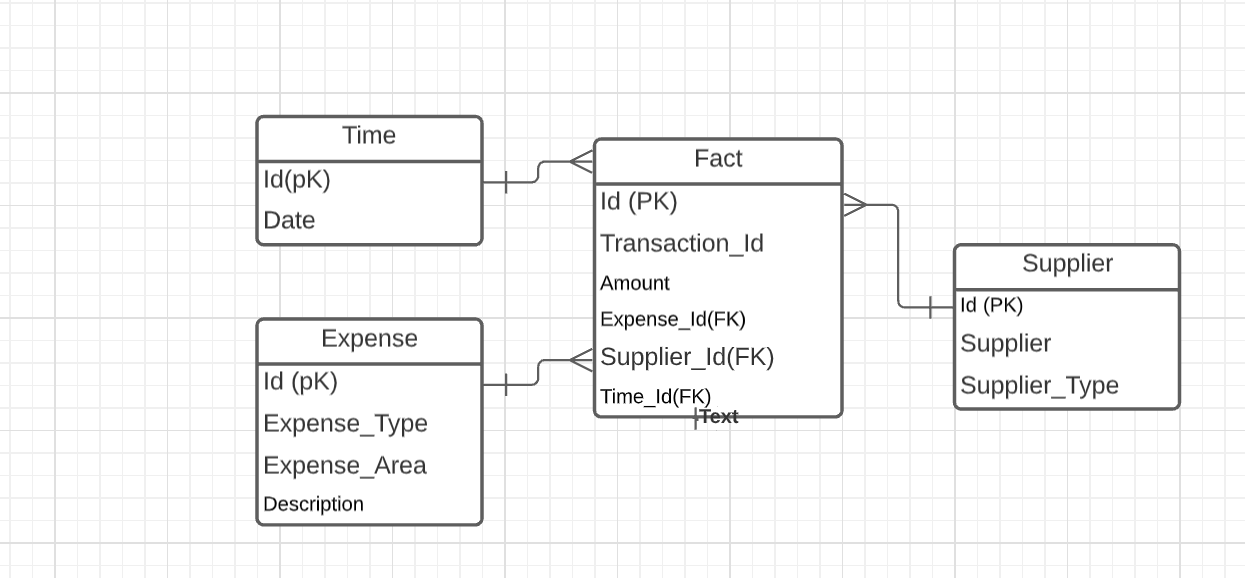 Time
Id(pK)
Date
Expense
Id (pK)
Expense_Type
Expense_Area
Description
Fact
Id (PK)
Transaction_Id
Amount
Expense_Id(FK)
Supplier_Id(FK)
Time_Id(FK)
Text
Supplier
Id (PK)
Supplier
Supplier_Type